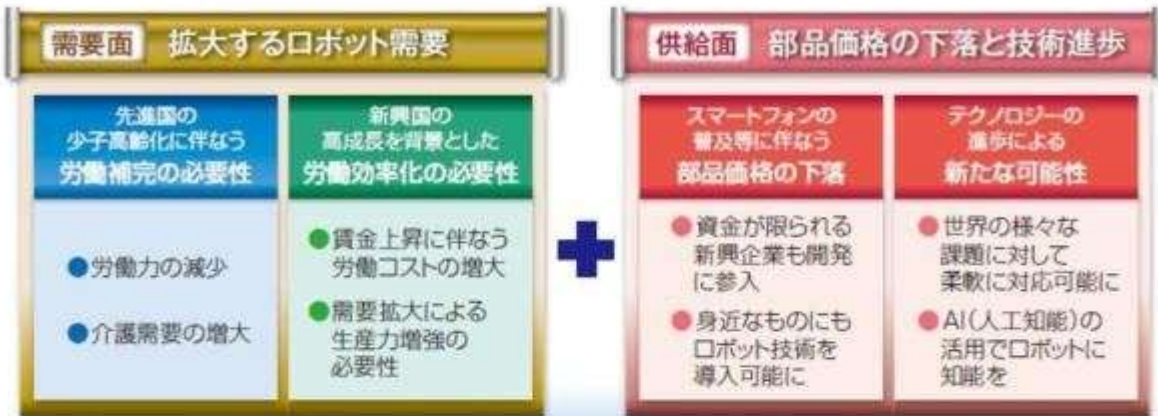 需要面 拡大するロボット需要
先進国の
少子高齢化に伴なう
労働補完の必要性
●労働力の減少
●介護需要の増大
新興国の
高成長を背景とした
労働効率化の必要性
●賃金上昇に伴なう
労働コストの増大
●需要拡大による
生産力増強の
必要性
供給面 部品価格の下落と技術進歩
スマートフォンの
普及等に伴なう
部品価格の下落
●資金が限られる
新興企業も開発
に参入
●身近なものにも
ロボット技術を
導入可能に
テクノロジーの
進歩による
新たな可能性
●世界の様々な
課題に対して
柔軟に対応可能に
●AI(人工知能)の
活用でロボットに
知能を